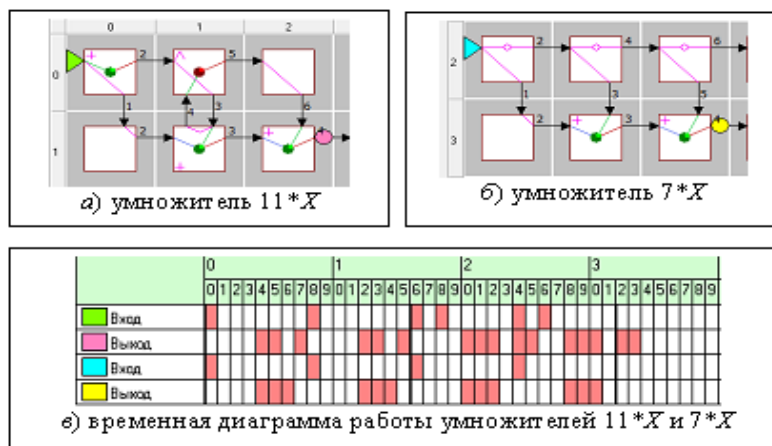 0 1 2
0 2 5
1 4 3 6
1 2 3 4
а) умножитель 11*X
7
2 2 4 6
1 3 5
3 2 3 4
б) умножитель 7*X
0 1 2 3
0 1 2 3 4 5 6 7 8 9 0 1 2 3 4 5 6 7 8 9 0 1 2 3 4 5 6 7 8 9 0 1 2 3 4 5 6 7 8 9
Вход
Выход
Вход
Выход
в) временная диаграмма работы умножителей 11*X и 7*X